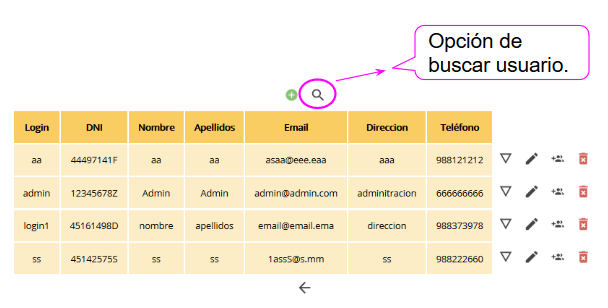 Opción de
buscar usuario.
Login DNI Nombre Apellidos Email Direccion Teléfono
aa 44497141F aa aa asaa@eee.eaa aaa 988121212
admin 12345678Z Admin Admin admin@admin.com adminitracion 666666666
login1 45161498D nombre apellidos email@email.ema direccion 988373978
ss 45142575S ss ss 1ass5@s.mm ss 988222660